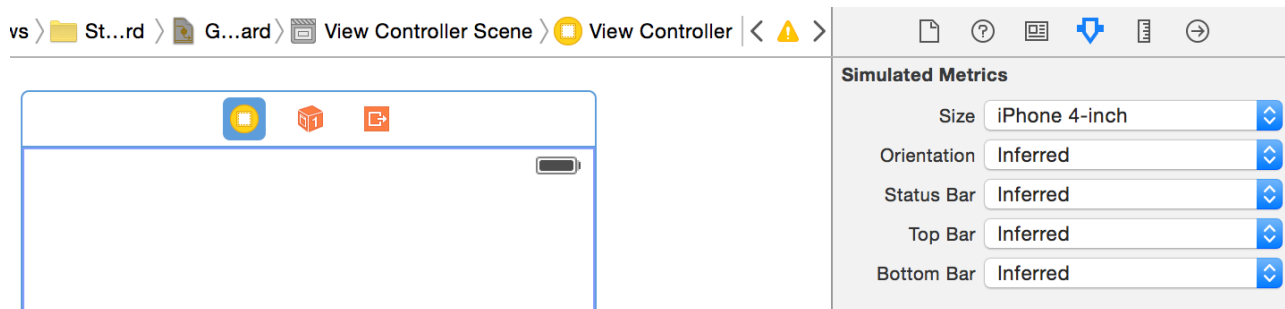 vs 〉 St...rd 〉 G...ard 〉 View Controller Scene 〉 View Controller
Simulated Metrics
Size iPhone 4-inch
Orientation Inferred
Status Bar Inferred
Top Bar Inferred
Bottom Bar Inferred